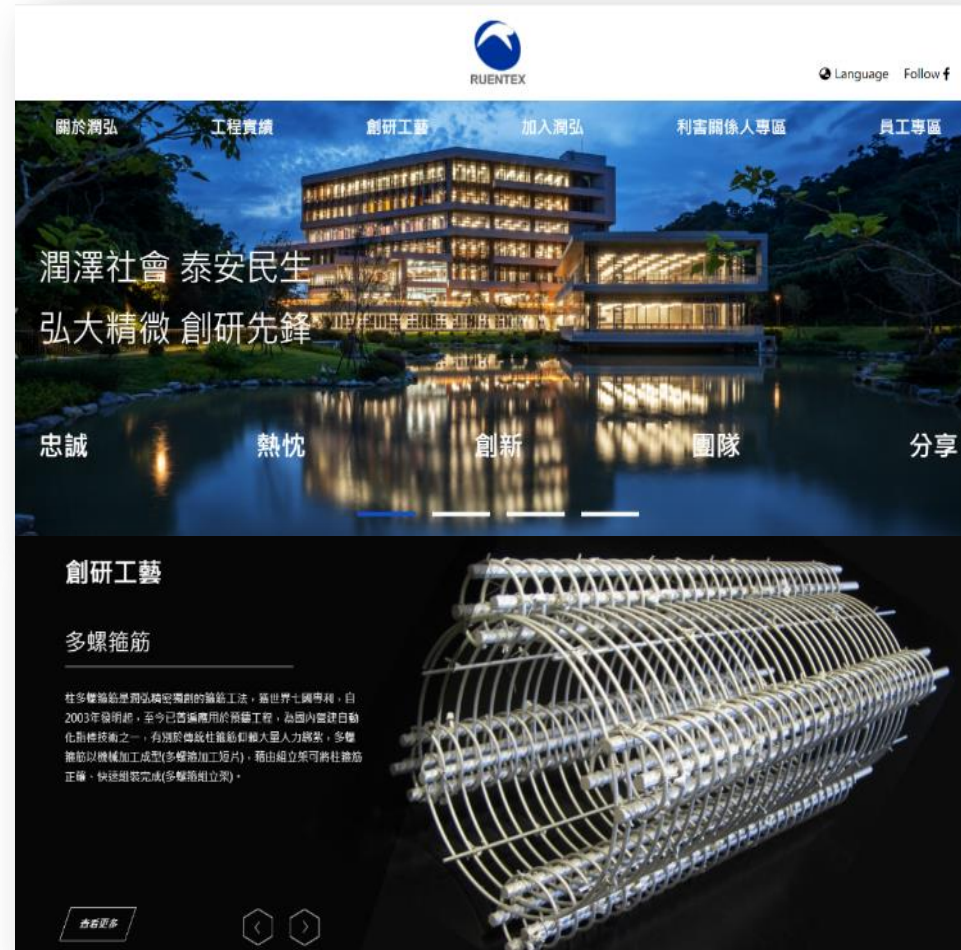 RUENTEX
Language Follow
關於潤弘 工程實績 創研工藝 加入潤弘 利害關係人專區 員工專區
潤澤社會 泰安民生
弘大精微 創研先鋒
忠誠 熱忱 創新 團隊 分享
創研工藝
多螺箍筋
柱多螺箍筋是潤弘精密獨創的箍筋工法,獲世界七國專利,自
2003年發明起,至今已普遍應用於預鑄工程,為國內營建自動
化指標技術之一,有別於傳統柱箍筋仰賴大量人力綁紮,多螺
箍筋以機械加工成型(多螺箍加工短片),藉由組立架可將柱箍筋
正確、快速組裝完成(多螺箍組立架)。
查看更多